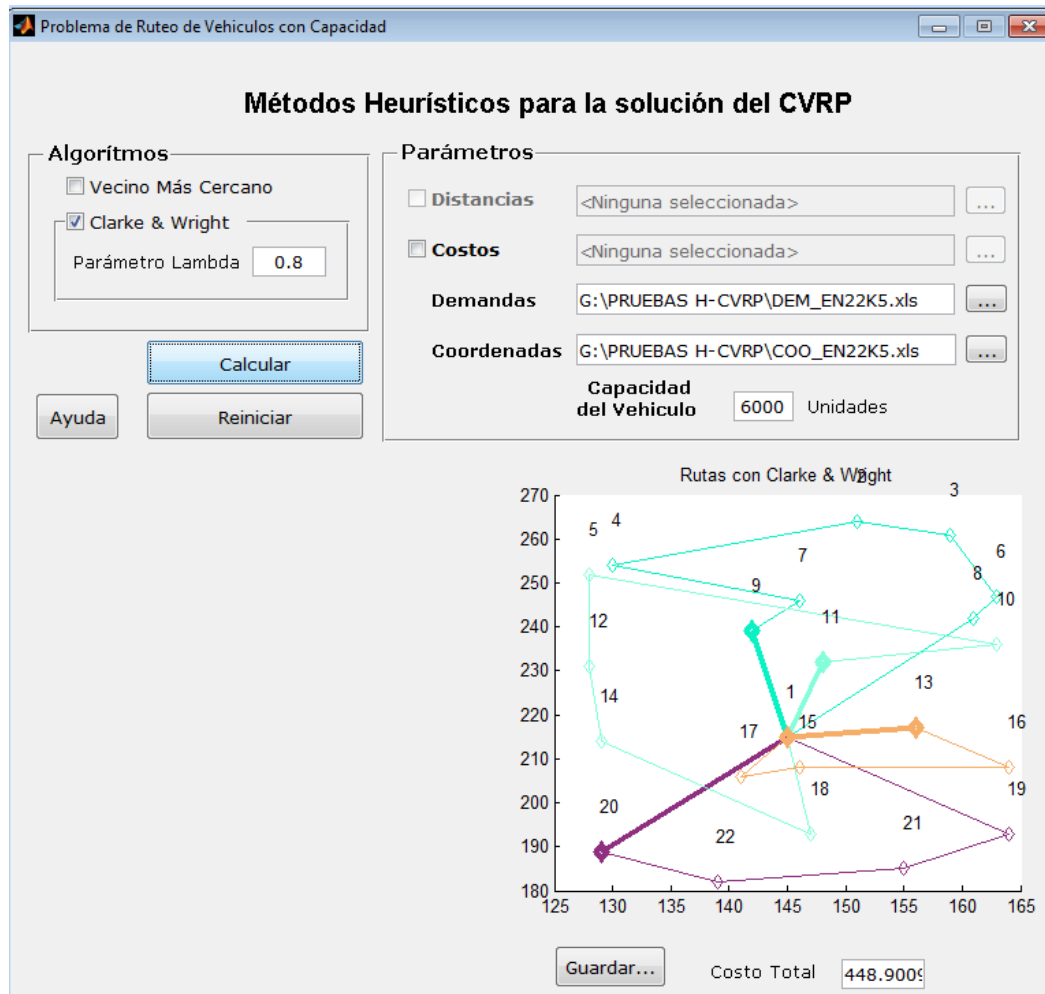 Problema de Ruteo de Vehiculos con Capacidad
Métodos Heurísticos para la solución del CVRP
Algorítmos
Vecino Más Cercano
Clarke & Wright
Parámetro Lambda 0.8
Calcular
Ayuda
Reiniciar
Parámetros
Distancias <Ninguna seleccionada> ...
Costos <Ninguna seleccionada> ...
Demandas G:\PRUEBAS H-CVRP\DEM_EN22K5.xls ...
Coordenadas G:\PRUEBAS H-CVRP\COO_EN22K5.xls ...
Capacidad
del Vehiculo 6000 Unidades
Rutas con Clarke & Wright
270
260
250
240
230
220
210
200
190
180
125 130 135 140 145 150 155 160 165
2
3
5 4
7 6
9 8
10
12 11
14 1 13
17 15 16
20 18 19
22 21
Guardar... Costo Total 448.9009